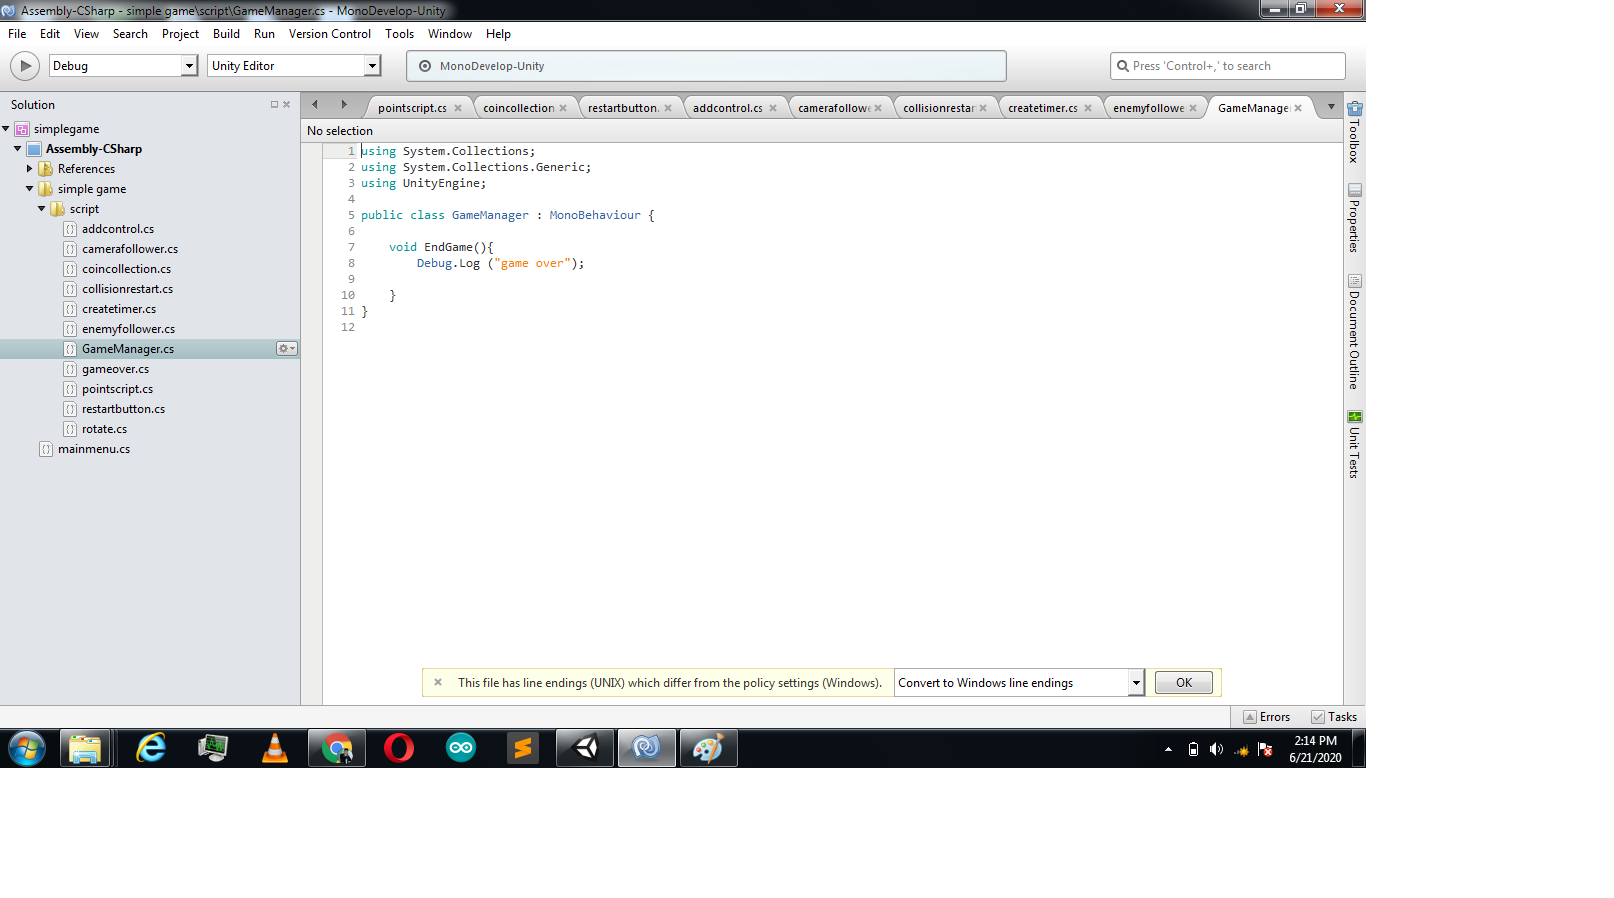 Assembly-CSharp - simple game\script\GameManager.cs - MonoDevelop-Unity
File Edit View Search Project Build Run Version Control Tools Window Help
Debug Unity Editor MonoDevelop-Unity Press 'Control+,' to search
Solution
pointscript.cs coincollection restartbutton. addcontrol.cs camerafollowe collisionrestar createtimer.cs enemyfollowe GameManage
No selection
simplegame
Assembly-CSharp
References
simple game
script
addcontrol.cs
camerafollower.cs
coincollection.cs
collisionrestart.cs
createtimer.cs
enemyfollower.cs
GameManager.cs
gameover.cs
pointscript.cs
restartbutton.cs
rotate.cs
mainmenu.cs
1 using System.Collections;
2 using System.Collections.Generic;
3 using UnityEngine;
4
5 public class GameManager : MonoBehaviour {
6
7 void EndGame(){
8 Debug.Log ("game over");
9
10 }
11 }
12
Toolbox
Properties
Document Outline
Unit Tests
This file has line endings (UNIX) which differ from the policy settings (Windows). Convert to Windows line endings OK
Errors Tasks
2:14 PM
6/21/2020